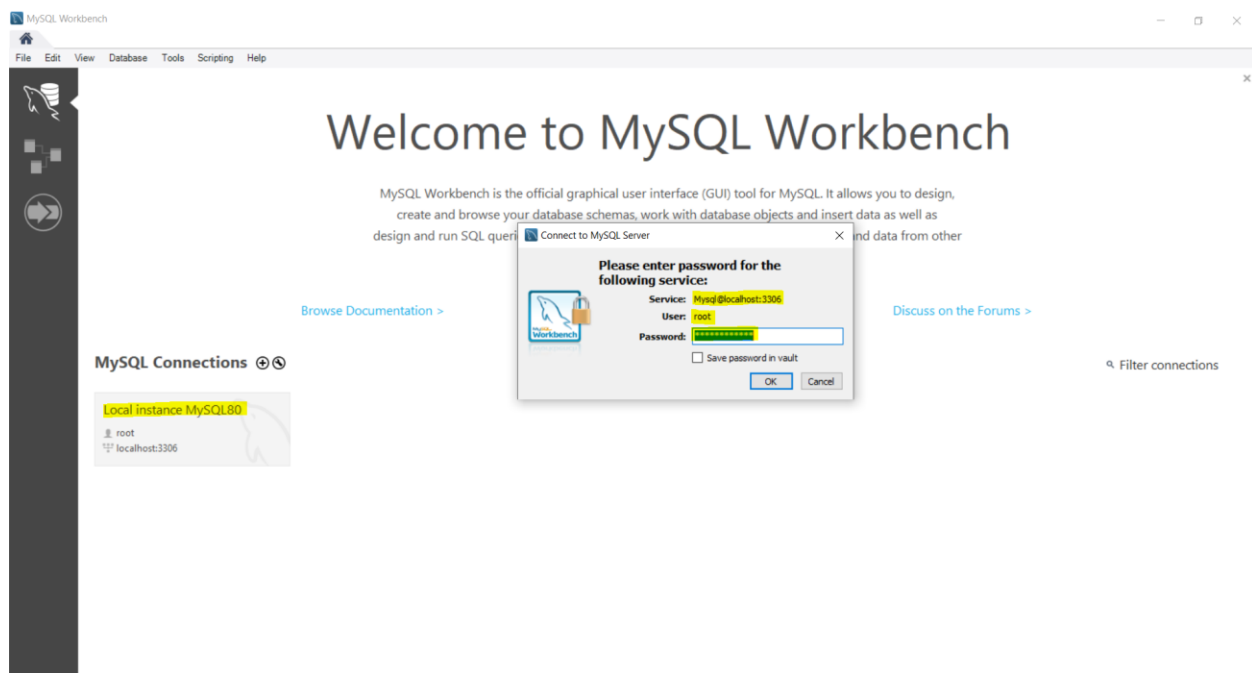 MySQL Workbench
File Edit View Database Tools Scripting Help
Welcome to MySQL Workbench
MySQL Workbench is the official graphical user interface (GUI) tool for MySQL. It allows you to design,
create and browse your database schemas, work with database objects and insert data as well as
design and run SQL queri
nd data from other
Connect to MySQL Server
Please enter password for the
following service:
Service: Mysql@localhost:3306
User: root
Password: ************
Save password in vault
OK Cancel
MySQL
Workbench
Browse Documentation >
Discuss on the Forums >
MySQL Connections
Filter connections
Local instance MySQL80
root
localhost:3306